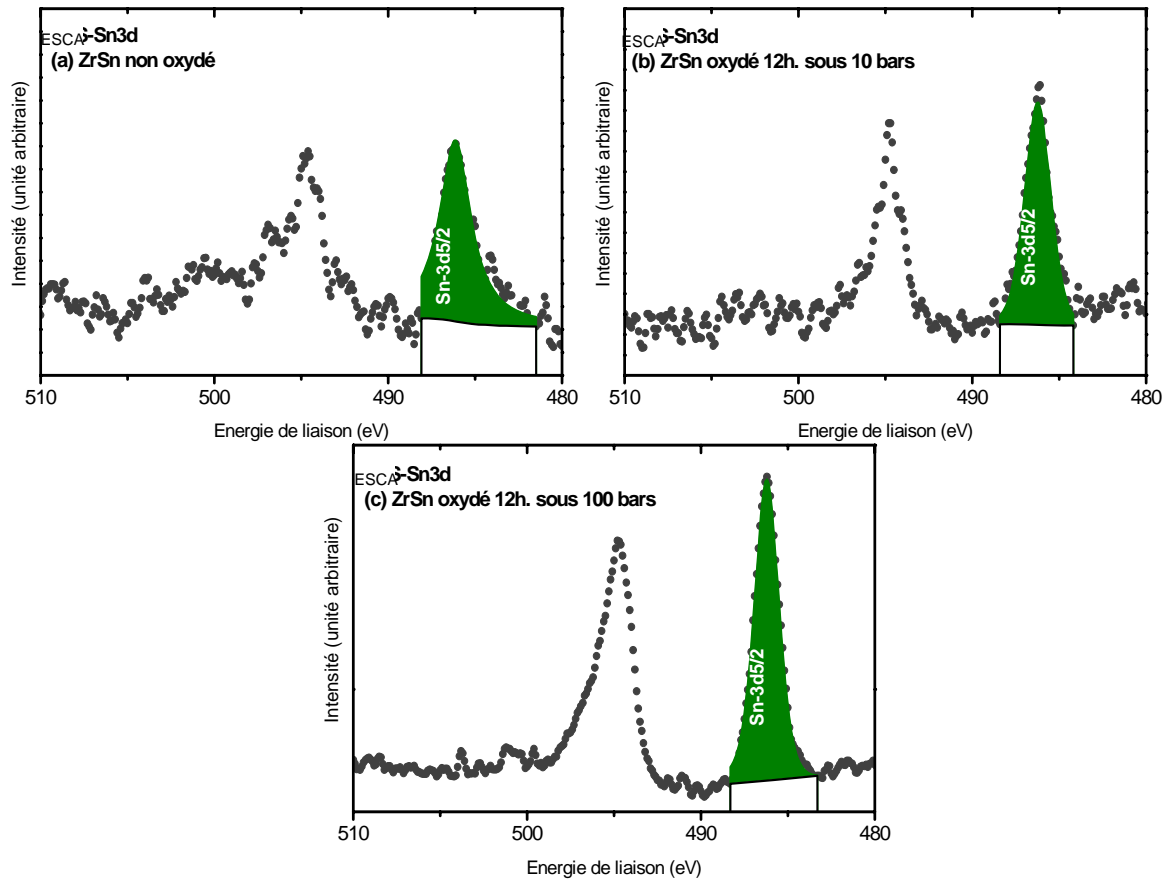 ESCA S-Sn3d
(a) ZrSn non oxydé
Intensité (unité arbitraire)
Sn-3d5/2
510 500 490 480
Energie de liaison (eV)
ESCA S-Sn3d
(b) ZrSn oxydé 12h. sous 10 bars
Intensité (unité arbitraire)
Sn-3d5/2
510 500 490 480
Energie de liaison (eV)
ESCA S-Sn3d
(c) ZrSn oxydé 12h. sous 100 bars
Intensité (unité arbitraire)
Sn-3d5/2
510 500 490 480
Energie de liaison (eV)